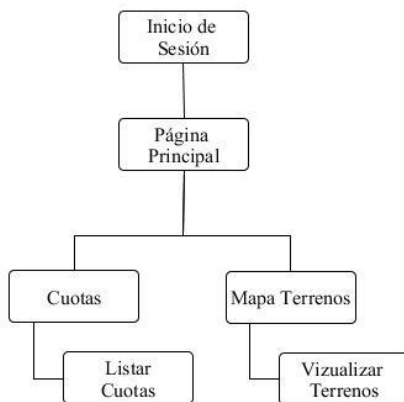 Inicio de
Sesión
Página
Principal
Cuotas
Mapa Terrenos
Listar
Cuotas
Vizualizar
Terrenos